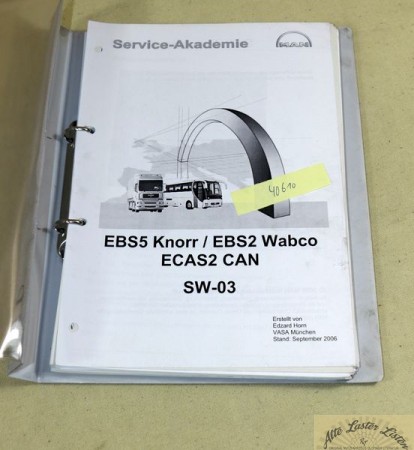 Service-Akademie
MAN
40610
EBS5 Knorr / EBS2 Wabco
ECAS2 CAN
SW-03
Erstellt von
Edzard Horn
VASA München
Stand: September 2006
Alte Laster Listen